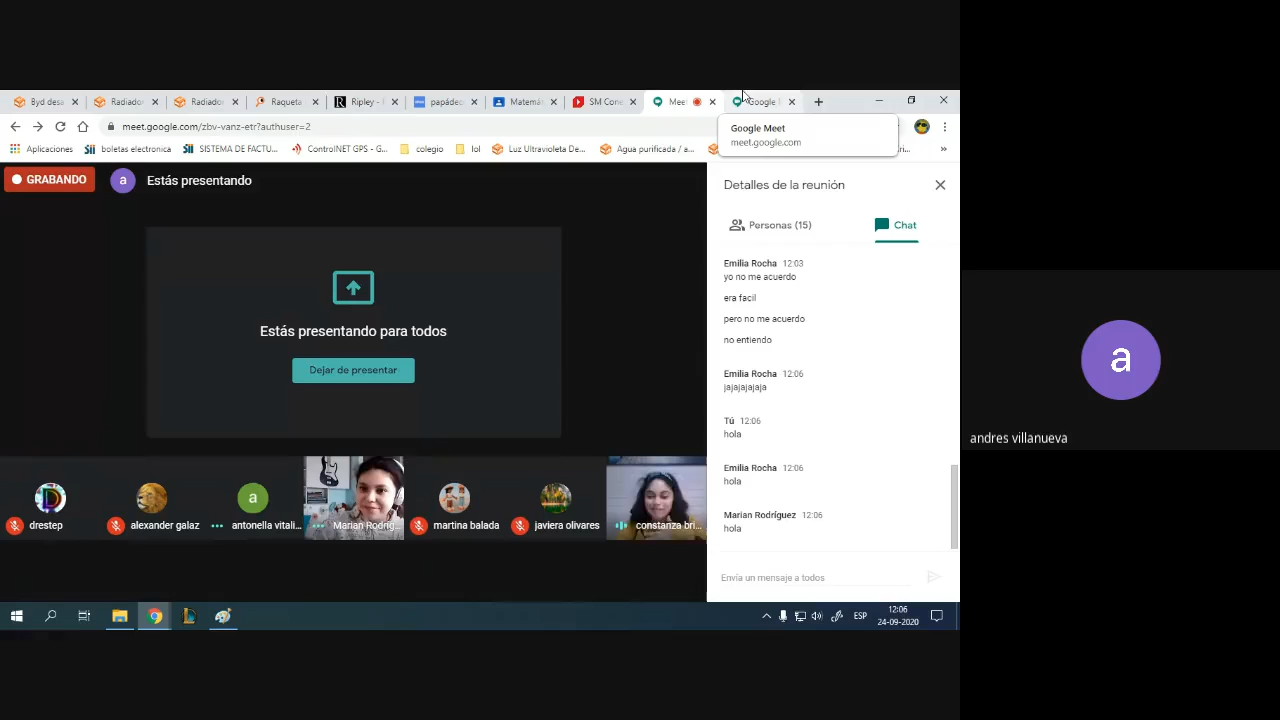 Byd desa
Radiador
Radiador
Raqueta
Ripley -
papádec
Matemá
SM Cone
Meet
Google
meet.google.com/zbv-vanz-etr?authuser=2
Google Meet
meet.google.com
Aplicaciones
boletas electronica
SISTEMA DE FACTU...
ControlNET GPS - G...
colegio
lol
Luz Ultravioleta De...
Agua purificada / a...
GRABANDO
a
Estás presentando
Estás presentando para todos
Dejar de presentar
Detalles de la reunión
Personas (15)
Chat
Emilia Rocha 12:03
yo no me acuerdo
era facil
pero no me acuerdo
no entiendo
Emilia Rocha 12:06
jajajajajaja
Tú 12:06
hola
Emilia Rocha 12:06
hola
Marian Rodríguez 12:06
hola
Envía un mensaje a todos
drestep
alexander galaz
a
antonella vitali...
Marian Rodríg...
martina balada
javiera olivares
constanza bri...
ESP
12:06
24-09-2020
a
andres villanueva